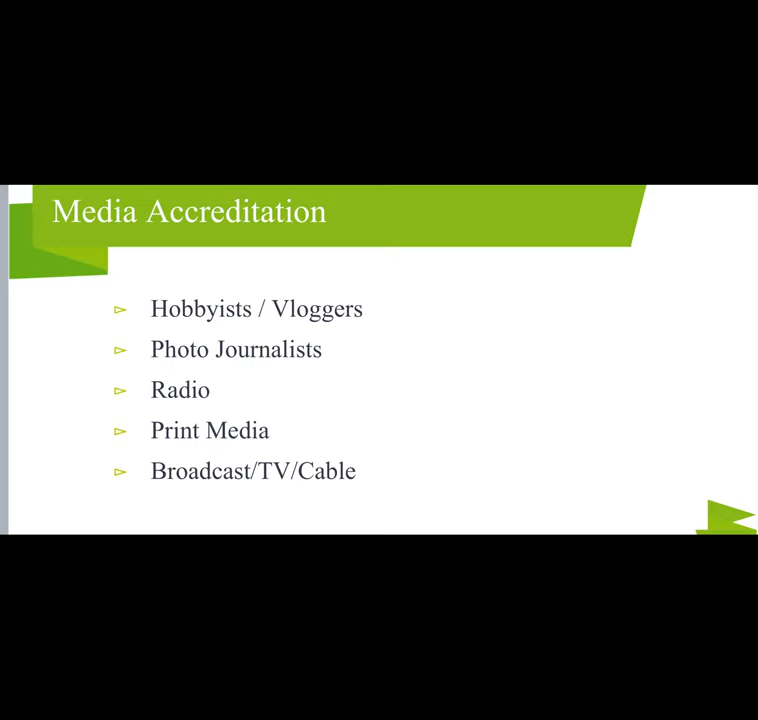 Media Accreditation
Hobbyists / Vloggers
Photo Journalists
Radio
Print Media
Broadcast/TV/Cable